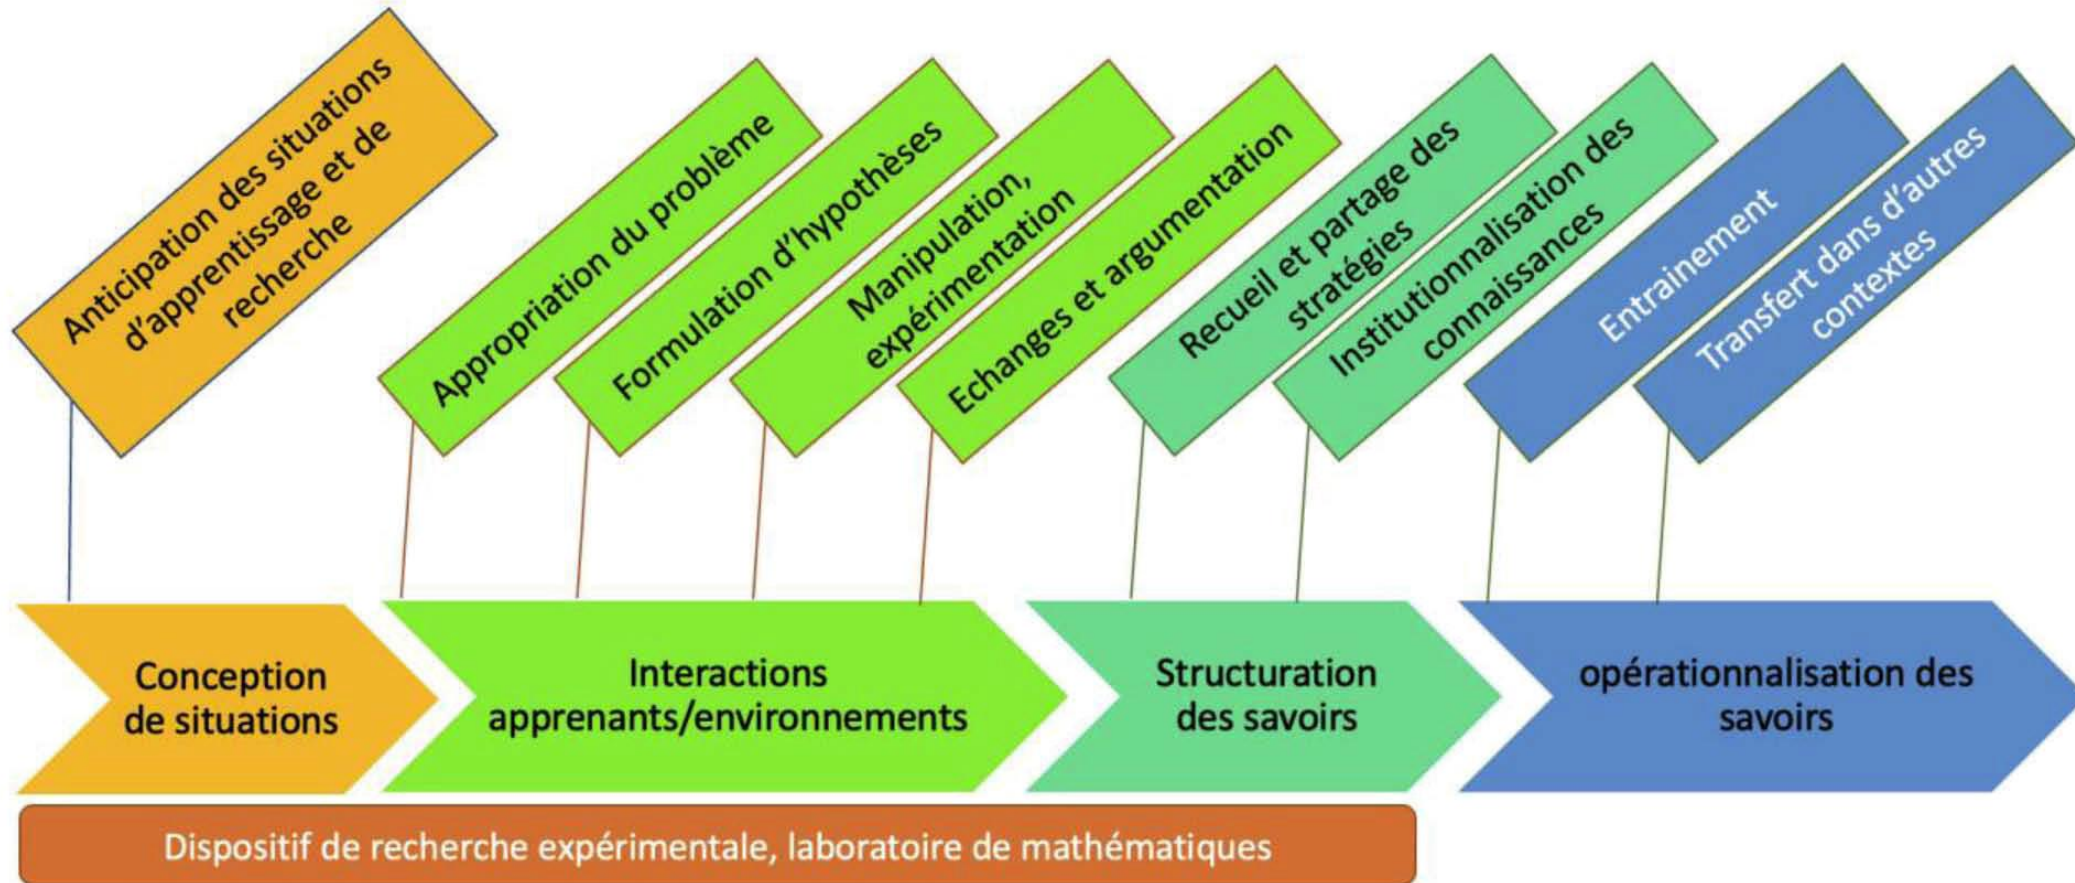 Anticipation des situations
d'apprentissage et de
recherche
Appropriation du problème
Formulation d'hypothèses
Manipulation,
expérimentation
Echanges et argumentation
Recueil et partage des
stratégies
Institutionnalisation des
connaissances
Entrainement
Transfert dans d'autres
contextes
Conception
de situations
Interactions
apprenants/environnements
Structuration
des savoirs
opérationnalisation des
savoirs
Dispositif de recherche expérimentale, laboratoire de mathématiques